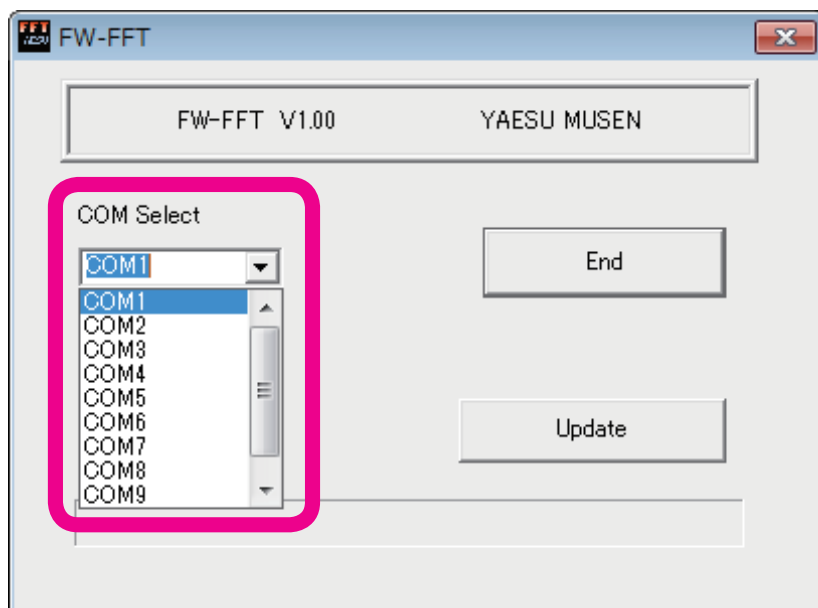 FW-FFT
FW-FFT V1.00 YAESU MUSEN
COM Select
COM1
End
COM1
COM2
COM3
COM4
COM5
COM6
COM7
COM8
COM9
Update